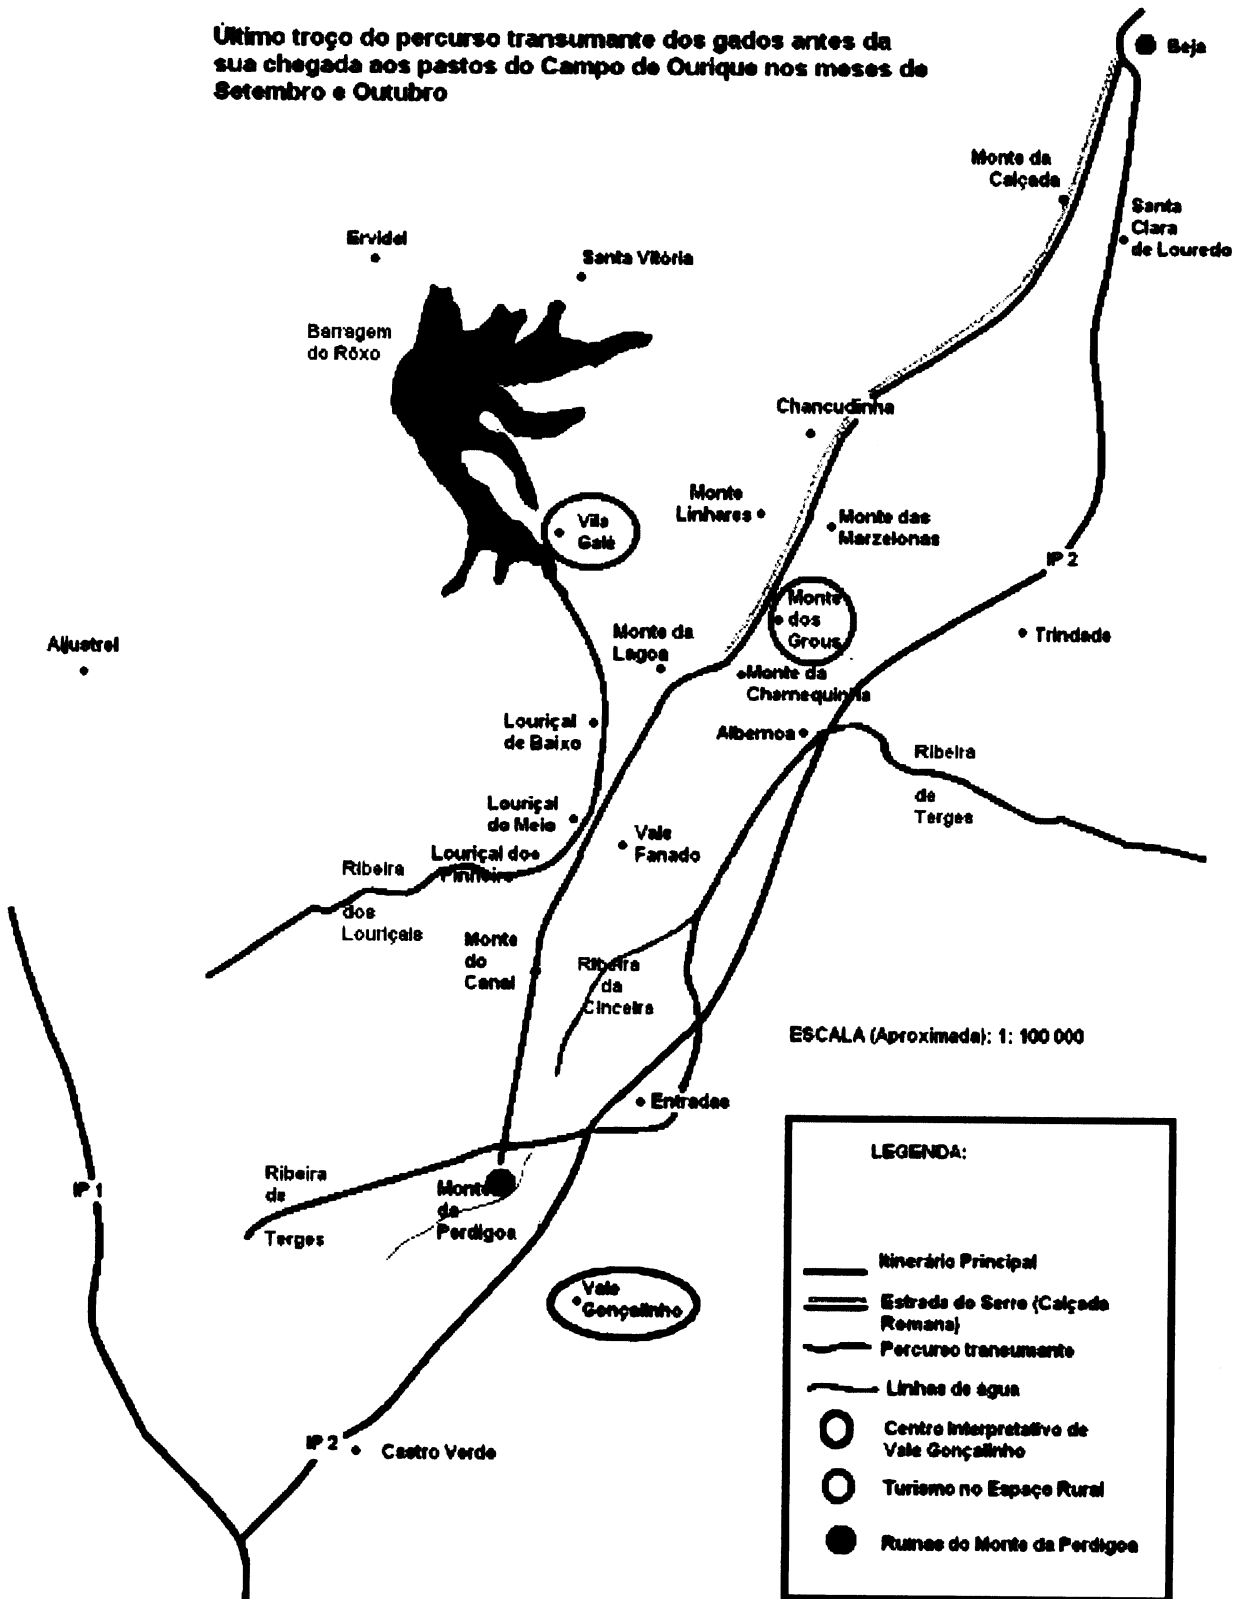 Último troço do percurso transumante dos gados antes da
sua chegada aos pastos do Campo de Ourique nos meses de
Setembro e Outubro
Beja
Monte da
Calçada
Santa
Clara
de Louredo
Ervidel
Santa Vitória
Barragem
do Rôxo
Chancudinha
Monte
Linhares
Monte das
Marzelonas
Vila
Galé
IP 2
Monte
dos
Grous
Trindade
Aljustrel
Monte da
Lagoa
Monte da
Charnequinha
Louriçal
de Baixo
Albernoa
Ribeira
de
Terges
Louriçal
do Meio
Vale
Fanado
Louriçal dos
Pinheiro
Ribeira
dos
Louriçais
Monte
do
Canal
Ribeira
da
Cinceira
ESCALA (Aproximada): 1: 100 000
Entradas
IP 1
Ribeira
de
Terges
Monte
da
Perdigoa
Vale
Gonçalinho
IP 2
Castro Verde
LEGENDA:
Itinerário Principal
Estrada do Serro (Calçada
Romana)
Percurso transumante
Linhas de água
Centro Interpretativo de
Vale Gonçalinho
Turismo no Espaço Rural
Ruinas do Monte da Perdigoa